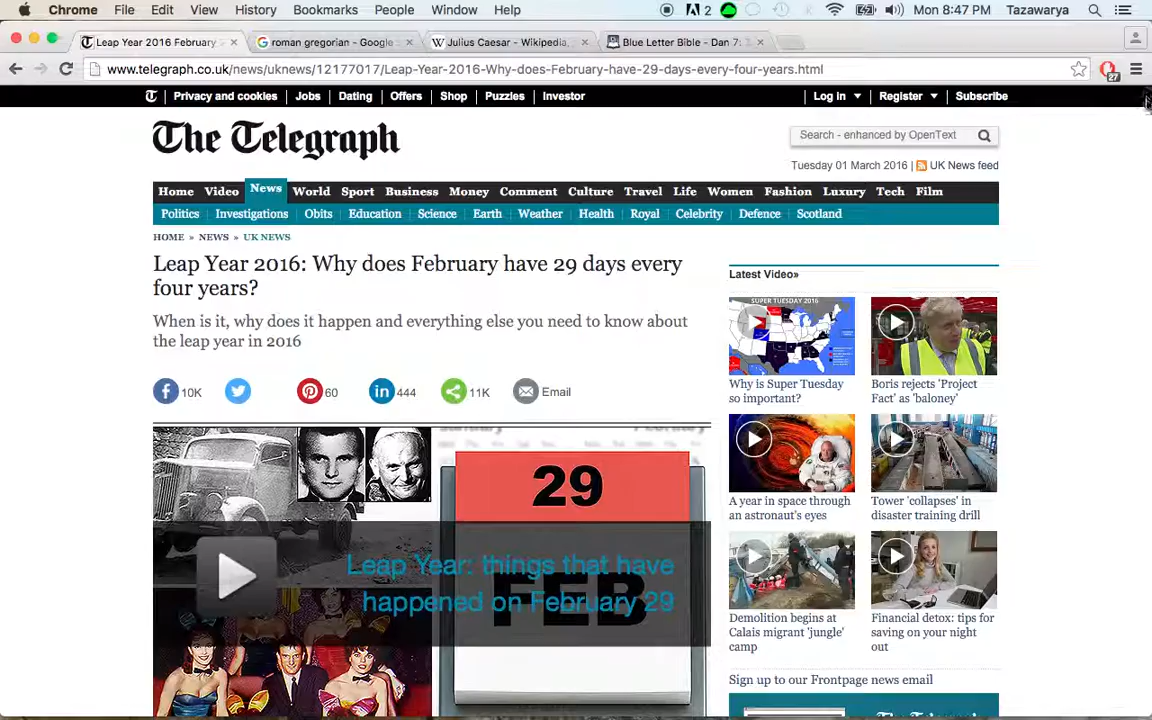 Chrome File Edit View History Bookmarks People Window Help 2 Mon 8:47 PM Tazawarya
Leap Year 2016 February roman gregorian - Google Julius Caesar - Wikipedia, Blue Letter Bible - Dan 7:
www.telegraph.co.uk/news/uknews/12177017/Leap-Year-2016-Why-does-February-have-29-days-every-four-years.html 27
Privacy and cookies Jobs Dating Offers Shop Puzzles Investor Log in Register Subscribe
The Telegraph
Search - enhanced by OpenText
Tuesday 01 March 2016 | UK News feed
Home Video News World Sport Business Money Comment Culture Travel Life Women Fashion Luxury Tech Film
Politics Investigations Obits Education Science Earth Weather Health Royal Celebrity Defence Scotland
HOME » NEWS » UK NEWS
Leap Year 2016: Why does February have 29 days every
four years?
When is it, why does it happen and everything else you need to know about
the leap year in 2016
10K 60 444 11K Email
29
FEB
Leap Year: things that have
happened on February 29
Latest Video»
SUPER TUESDAY 2016
Why is Super Tuesday
so important?
Boris rejects 'Project
Fact' as 'baloney'
A year in space through
an astronaut's eyes
Tower 'collapses' in
disaster training drill
Demolition begins at
Calais migrant 'jungle'
camp
Financial detox: tips for
saving on your night
out
Sign up to our Frontpage news email